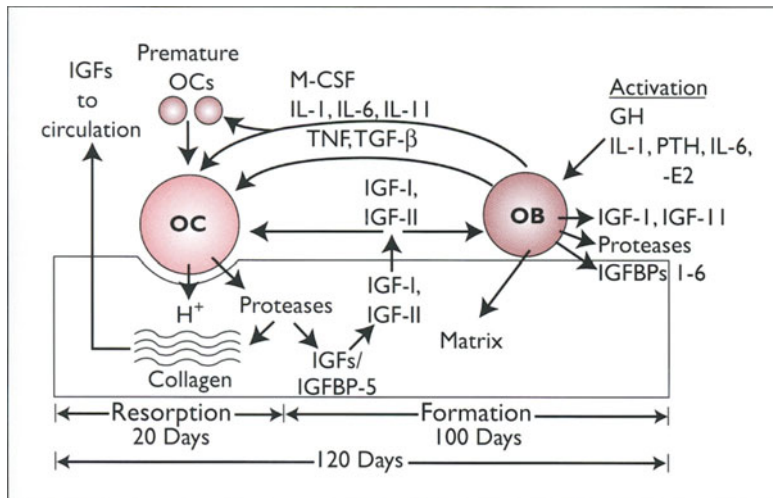 IGFs
to
circulation
Premature
OCs
M-CSF
IL-1, IL-6, IL-11
TNF, TGF-β
Activation
GH
IL-1, PTH, IL-6,
-E2
OC
IGF-I,
IGF-II
OB
IGF-1, IGF-11
Proteases
IGFBPs 1-6
H+
Proteases
IGF-I,
IGF-II
Matrix
Collagen
IGFs/
IGFBP-5
Resorption
20 Days
Formation
100 Days
120 Days